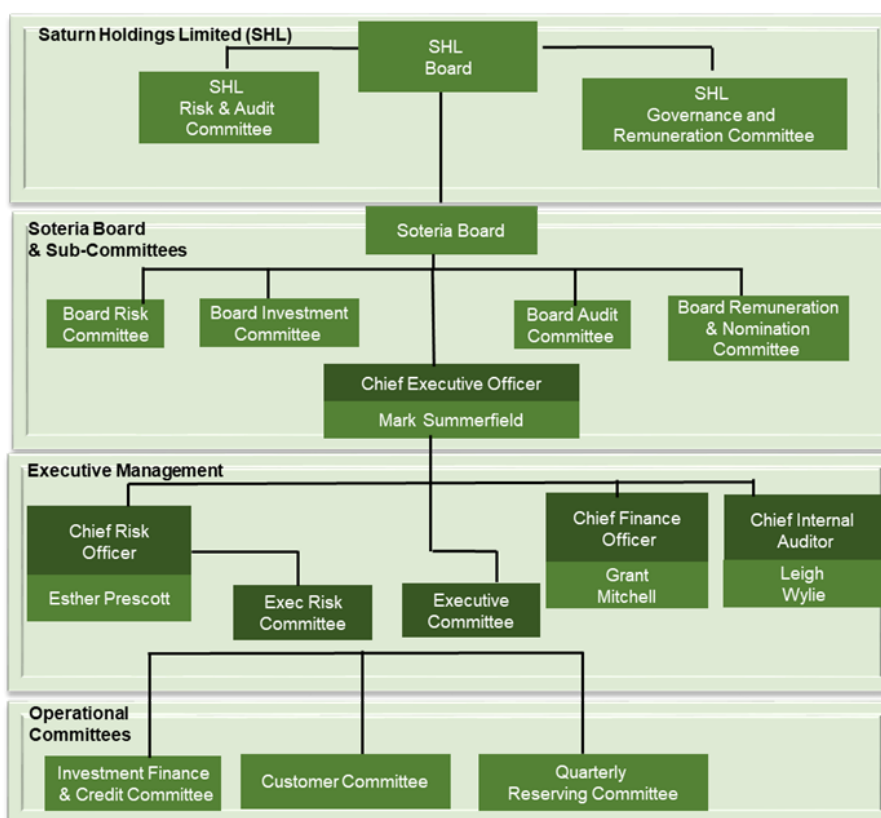 Saturn Holdings Limited (SHL)
SHL
Board
SHL
Risk & Audit
Committee
SHL
Governance and
Remuneration Committee
Soteria Board
& Sub-Committees
Soteria Board
Board Risk
Committee
Board Investment
Committee
Board Audit
Committee
Board Remuneration
& Nomination
Committee
Chief Executive Officer
Mark Summerfield
Executive Management
Chief Risk
Officer
Esther Prescott
Exec Risk
Committee
Executive
Committee
Chief Finance
Officer
Grant
Mitchell
Chief Internal
Auditor
Leigh
Wylie
Operational
Committees
Investment Finance
& Credit Committee
Customer Committee
Quarterly
Reserving Committee